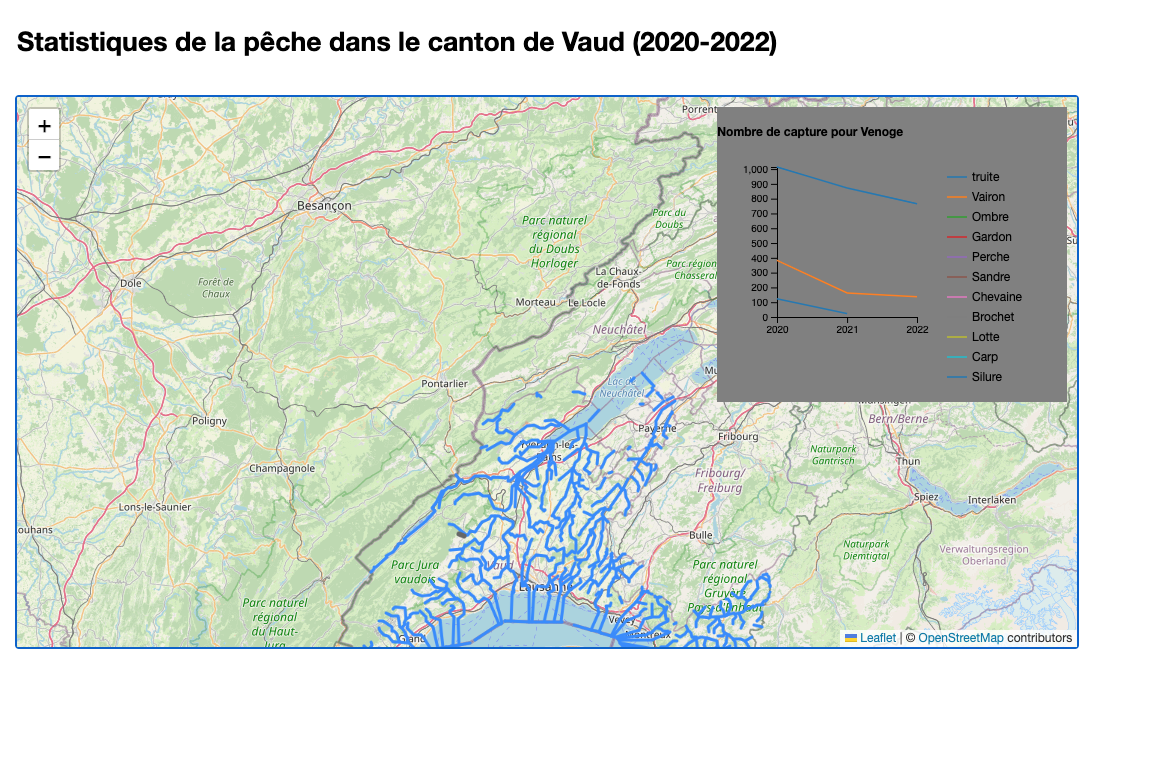 Statistiques de la pêche dans le canton de Vaud (2020-2022)
+
−
Porrent
Nombre de capture pour Venoge
1,000
900
800
700
600
500
400
300
200
100
0
2020
2021
2022
truite
Vairon
Ombre
Gardon
Perche
Sandre
Chevaine
Brochet
Lotte
Carp
Silure
Besançon
Parc naturel
régional
du Doubs
Horloger
Parc du
Doubs
Parc région
Chasseral
La Chaux-
de-Fonds
Dole
Forêt de
Chaux
Morteau
Le Locle
Neuchâtel
Lac de
Neuchâtel
Mu
Pontarlier
Poligny
Payerne
Fribourg
Bern/Berne
Champagnole
Naturpark
Gantrisch
Thun
Fribourg/
Freiburg
Spiez
Interlaken
Lons-le-Saunier
ouhans
Bulle
Naturpark
Diemtigtal
Verwaltungsregion
Oberland
Parc Jura
vaudois
Vaud
Lausanne
Parc naturel
régional
Gruyère
Pays-d'Enhaut
Parc naturel
régional
du Haut-
Jura
Vevey
Montreux
Gland
Leaflet | © OpenStreetMap contributors